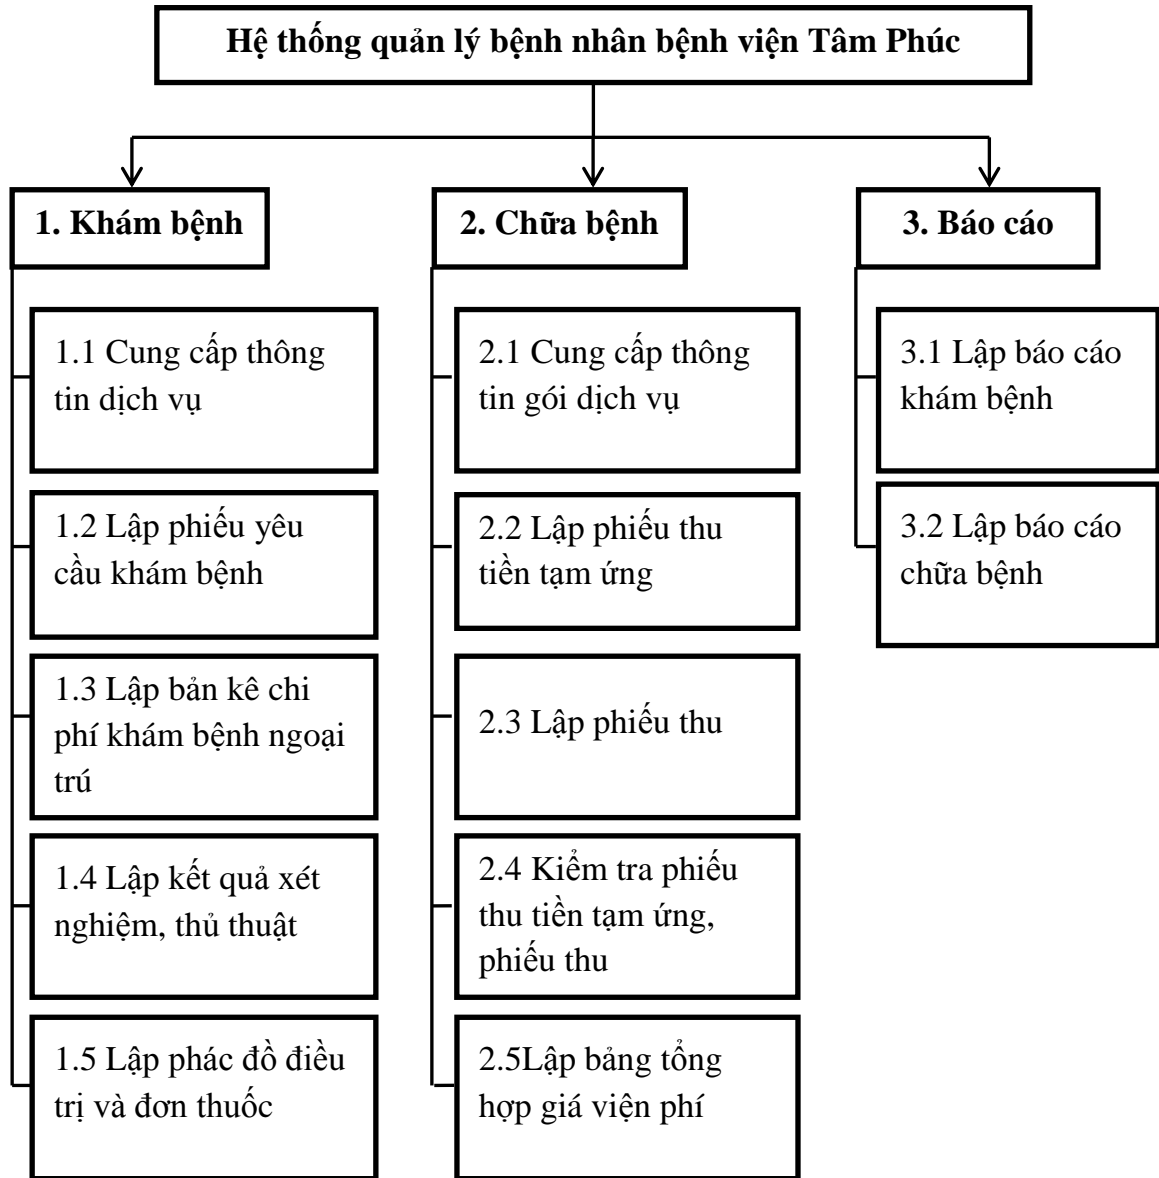 Hệ thống quản lý bệnh nhân bệnh viện Tâm Phúc
1. Khám bệnh
1.1 Cung cấp thông
tin dịch vụ
1.2 Lập phiếu yêu
cầu khám bệnh
1.3 Lập bản kê chi
phí khám bệnh ngoại
trú
1.4 Lập kết quả xét
nghiệm, thủ thuật
1.5 Lập phác đồ điều
trị và đơn thuốc
2. Chữa bệnh
2.1 Cung cấp thông
tin gói dịch vụ
2.2 Lập phiếu thu
tiền tạm ứng
2.3 Lập phiếu thu
2.4 Kiểm tra phiếu
thu tiền tạm ứng,
phiếu thu
2.5Lập bảng tổng
hợp giá viện phí
3. Báo cáo
3.1 Lập báo cáo
khám bệnh
3.2 Lập báo cáo
chữa bệnh